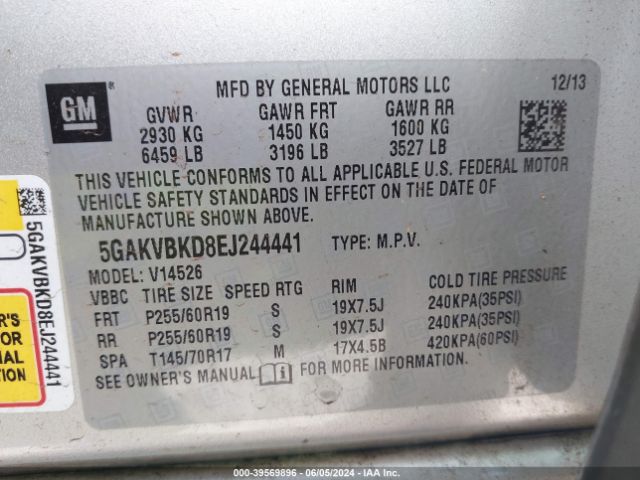 GM
MFD BY GENERAL MOTORS LLC 12/13
GVWR GAWR FRT GAWR RR
2930 KG 1450 KG 1600 KG
6459 LB 3196 LB 3527 LB
THIS VEHICLE CONFORMS TO ALL APPLICABLE U.S. FEDERAL MOTOR
VEHICLE SAFETY STANDARDS IN EFFECT ON THE DATE OF
MANUFACTURE SHOWN ABOVE.
5GAKVBKD8EJ244441 TYPE: M.P.V.
MODEL: V14526
VBBC TIRE SIZE SPEED RTG RIM COLD TIRE PRESSURE
FRT P255/60R19 S 19X7.5J 240KPA(35PSI)
RR P255/60R19 S 19X7.5J 240KPA(35PSI)
SPA T145/70R17 M 17X4.5B 420KPA(60PSI)
SEE OWNER'S MANUAL FOR MORE INFORMATION.
5GAKVBKD8EJ244441
000-39569896 - 06/05/2024 - IAA Inc.